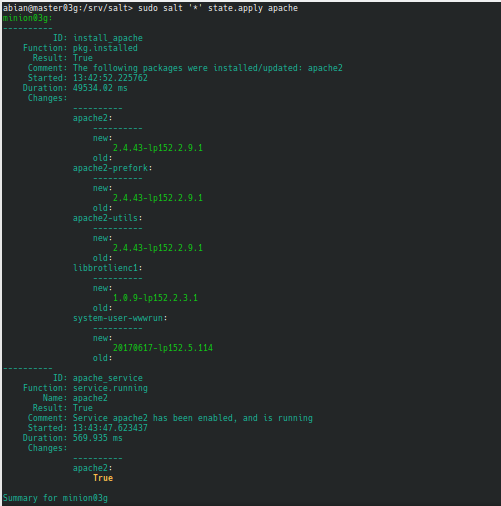 abian@master03g:/srv/salt> sudo salt '*' state.apply apache
minion03g:
----------
          ID: install_apache
    Function: pkg.installed
      Result: True
     Comment: The following packages were installed/updated: apache2
     Started: 13:42:52.225762
    Duration: 49534.02 ms
     Changes:
              ----------
              apache2:
                  ----------
                  new:
                      2.4.43-lp152.2.9.1
                  old:
              apache2-prefork:
                  ----------
                  new:
                      2.4.43-lp152.2.9.1
                  old:
              apache2-utils:
                  ----------
                  new:
                      2.4.43-lp152.2.9.1
                  old:
              libbrotlienc1:
                  ----------
                  new:
                      1.0.9-lp152.2.3.1
                  old:
              system-user-wwwrun:
                  ----------
                  new:
                      20170617-lp152.5.114
                  old:
----------
          ID: apache_service
    Function: service.running
        Name: apache2
      Result: True
     Comment: Service apache2 has been enabled, and is running
     Started: 13:43:47.623437
    Duration: 569.935 ms
     Changes:
              ----------
              apache2:
                  True
Summary for minion03g